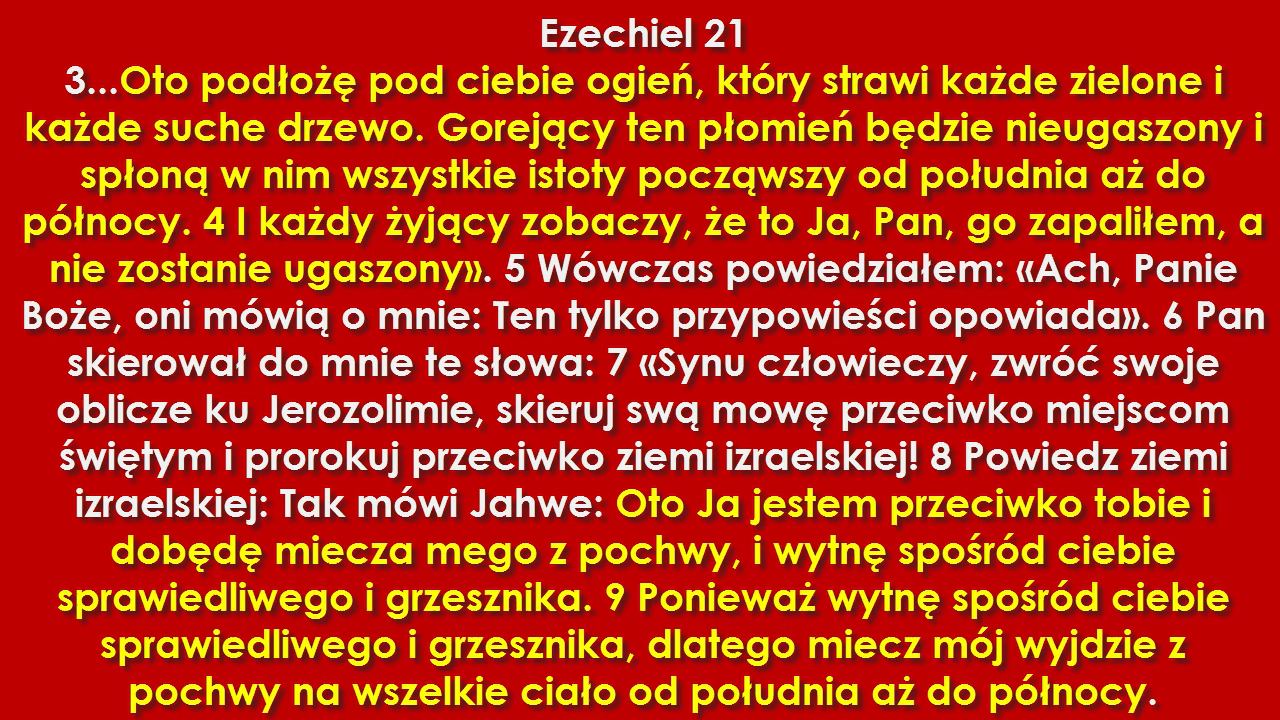 Ezechiel 21
3...Oto podłożę pod ciebie ogień, który strawi każde zielone i
każde suche drzewo. Gorejący ten płomień będzie nieugaszony i
spłoną w nim wszystkie istoty począwszy od południa aż do
północy. 4 I każdy żyjący zobaczy, że to Ja, Pan, go zapaliłem, a
nie zostanie ugaszony». 5 Wówczas powiedziałem: «Ach, Panie
Boże, oni mówią o mnie: Ten tylko przypowieści opowiada». 6 Pan
skierował do mnie te słowa: 7 «Synu człowieczy, zwróć swoje
oblicze ku Jerozolimie, skieruj swą mowę przeciwko miejscom
świętym i prorokuj przeciwko ziemi izraelskiej! 8 Powiedz ziemi
izraelskiej: Tak mówi Jahwe: Oto Ja jestem przeciwko tobie i
dobędę miecza mego z pochwy, i wytnę spośród ciebie
sprawiedliwego i grzesznika. 9 Ponieważ wytnę spośród ciebie
sprawiedliwego i grzesznika, dlatego miecz mój wyjdzie z
pochwy na wszelkie ciało od południa aż do północy.